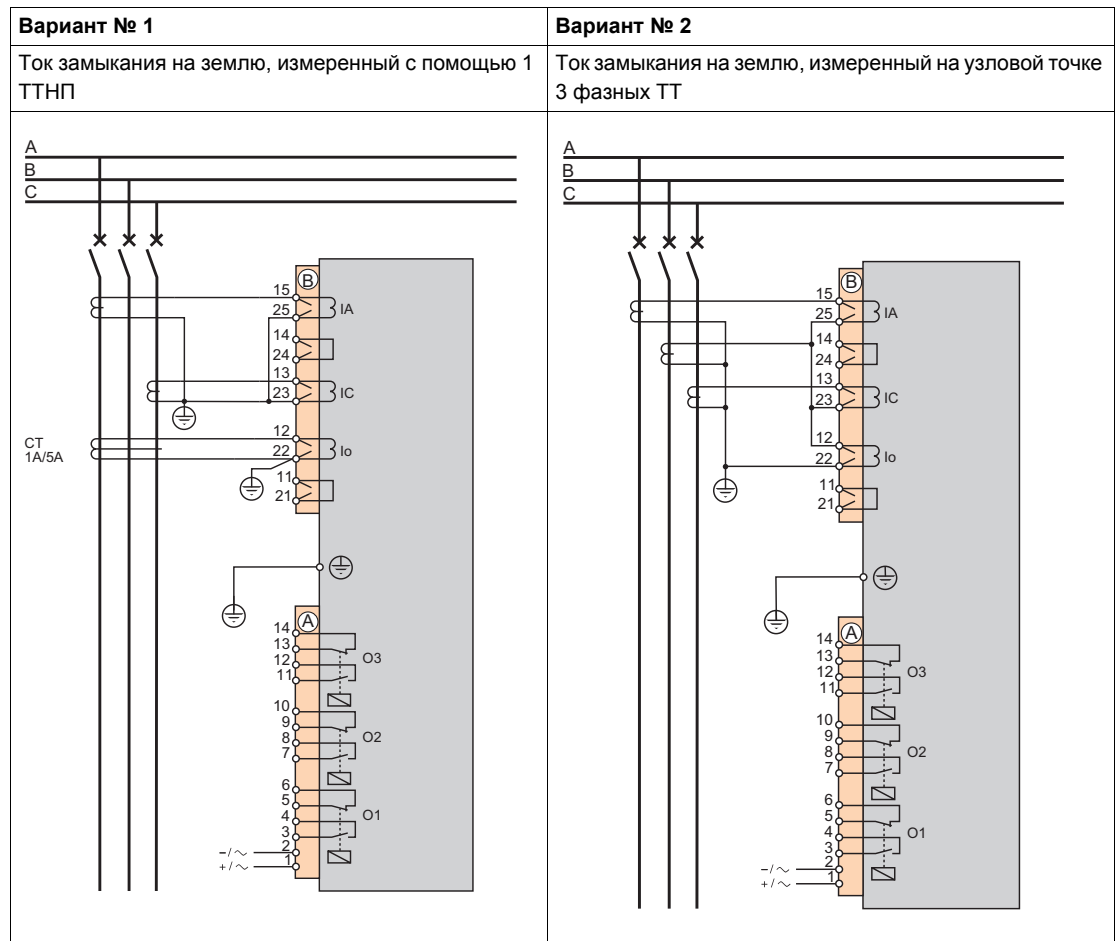 Вариант № 1
Ток замыкания на землю, измеренный с помощью 1
ТТНП
A
B
C
B
15
25
IA
14
24
13
23
IC
CT
1A/5A
12
22
Io
11
21
A
14
13
12
11
O3
10
9
8
7
O2
6
5
4
3
O1
–/∼
2
+/∼
1
Вариант № 2
Ток замыкания на землю, измеренный на узловой точке
3 фазных ТТ
A
B
C
B
15
25
IA
14
24
13
23
IC
12
22
Io
11
21
A
14
13
12
11
O3
10
9
8
7
O2
6
5
4
3
O1
–/∼
2
+/∼
1